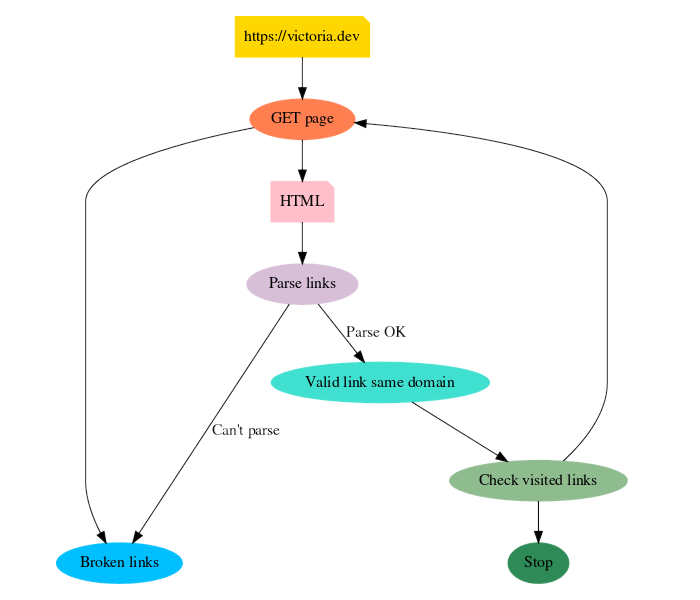 https://victoria.dev
GET page
HTML
Parse links
Parse OK
Valid link same domain
Can't parse
Check visited links
Broken links
Stop